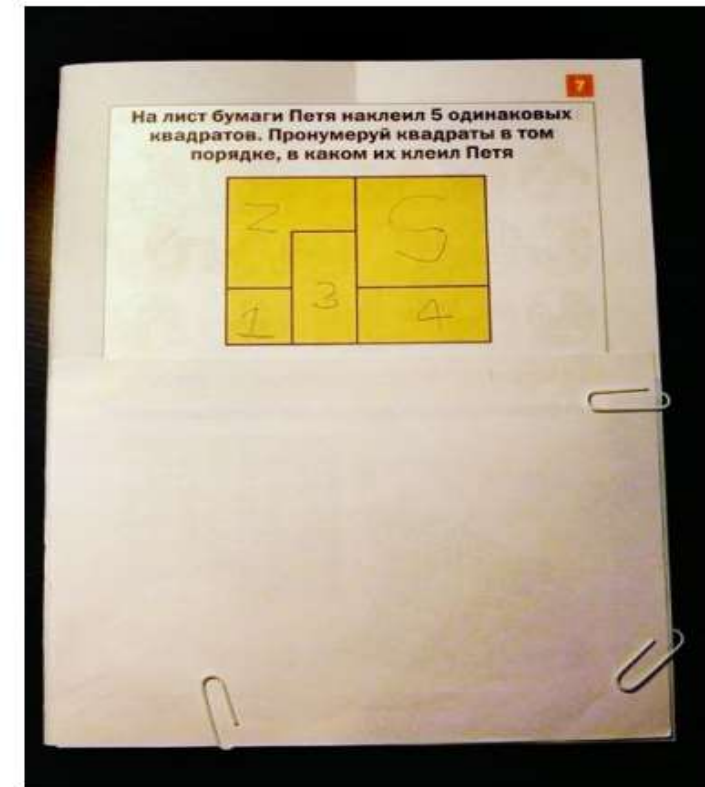 7
На лист бумаги Петя наклеил 5 одинаковых
квадратов. Пронумеруй квадраты в том
порядке, в каком их клеил Петя
2 5
1 3 4